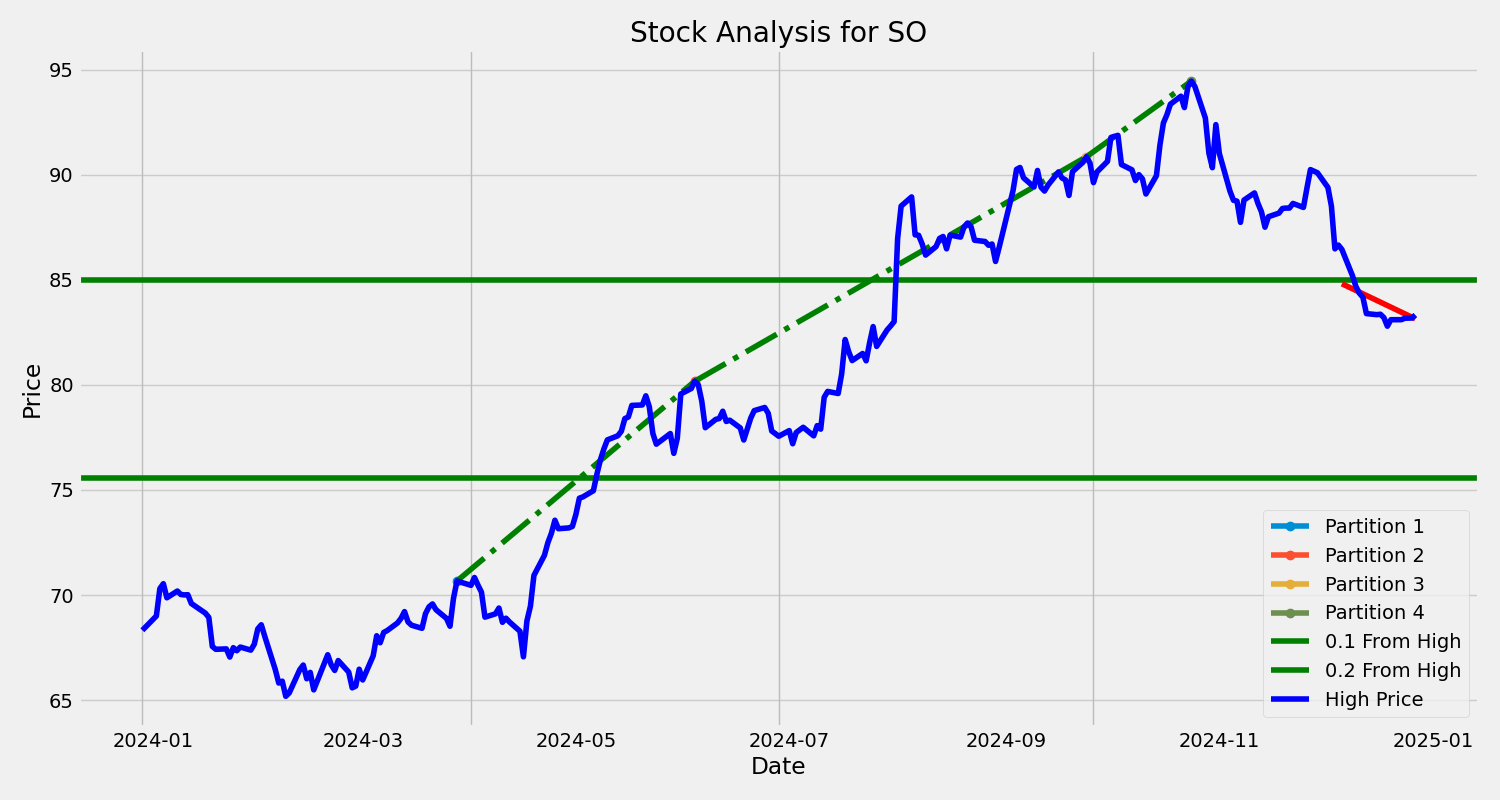 Stock Analysis for SO
95
90
85
80
75
70
65
Price
2024-01
2024-03
2024-05
2024-07
2024-09
2024-11
2025-01
Date
Partition 1
Partition 2
Partition 3
Partition 4
0.1 From High
0.2 From High
High Price